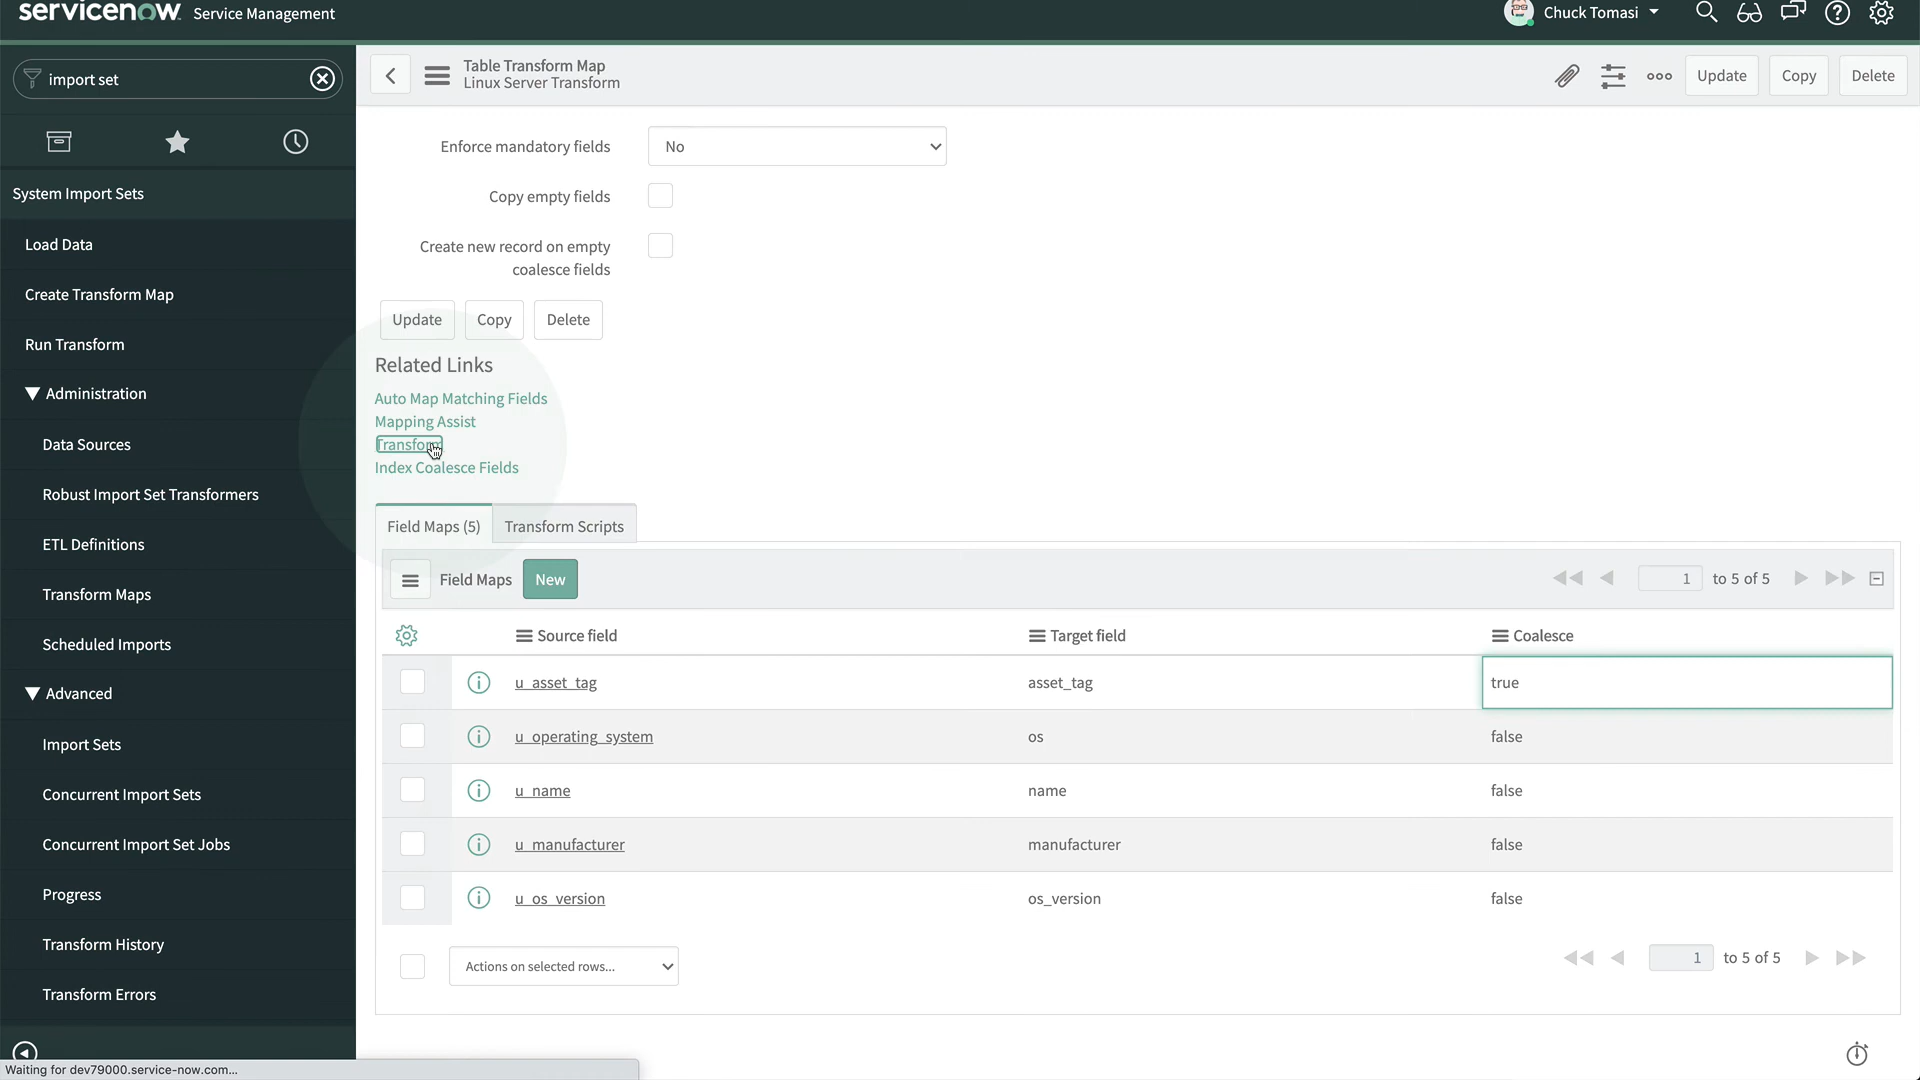 servicenow Service Management
Chuck Tomasi
import set
System Import Sets
Load Data
Create Transform Map
Run Transform
Administration
Data Sources
Robust Import Set Transformers
ETL Definitions
Transform Maps
Scheduled Imports
Advanced
Import Sets
Concurrent Import Sets
Concurrent Import Set Jobs
Progress
Transform History
Transform Errors
Waiting for dev79000.service-now.com...
Table Transform Map
Linux Server Transform
Update Copy Delete
Enforce mandatory fields No
Copy empty fields
Create new record on empty
coalesce fields
Update Copy Delete
Related Links
Auto Map Matching Fields
Mapping Assist
Transform
Index Coalesce Fields
Field Maps (5) Transform Scripts
Field Maps New 1 to 5 of 5
Source field Target field Coalesce
u_asset_tag asset_tag true
u_operating_system os false
u_name name false
u_manufacturer manufacturer false
u_os_version os_version false
Actions on selected rows... 1 to 5 of 5